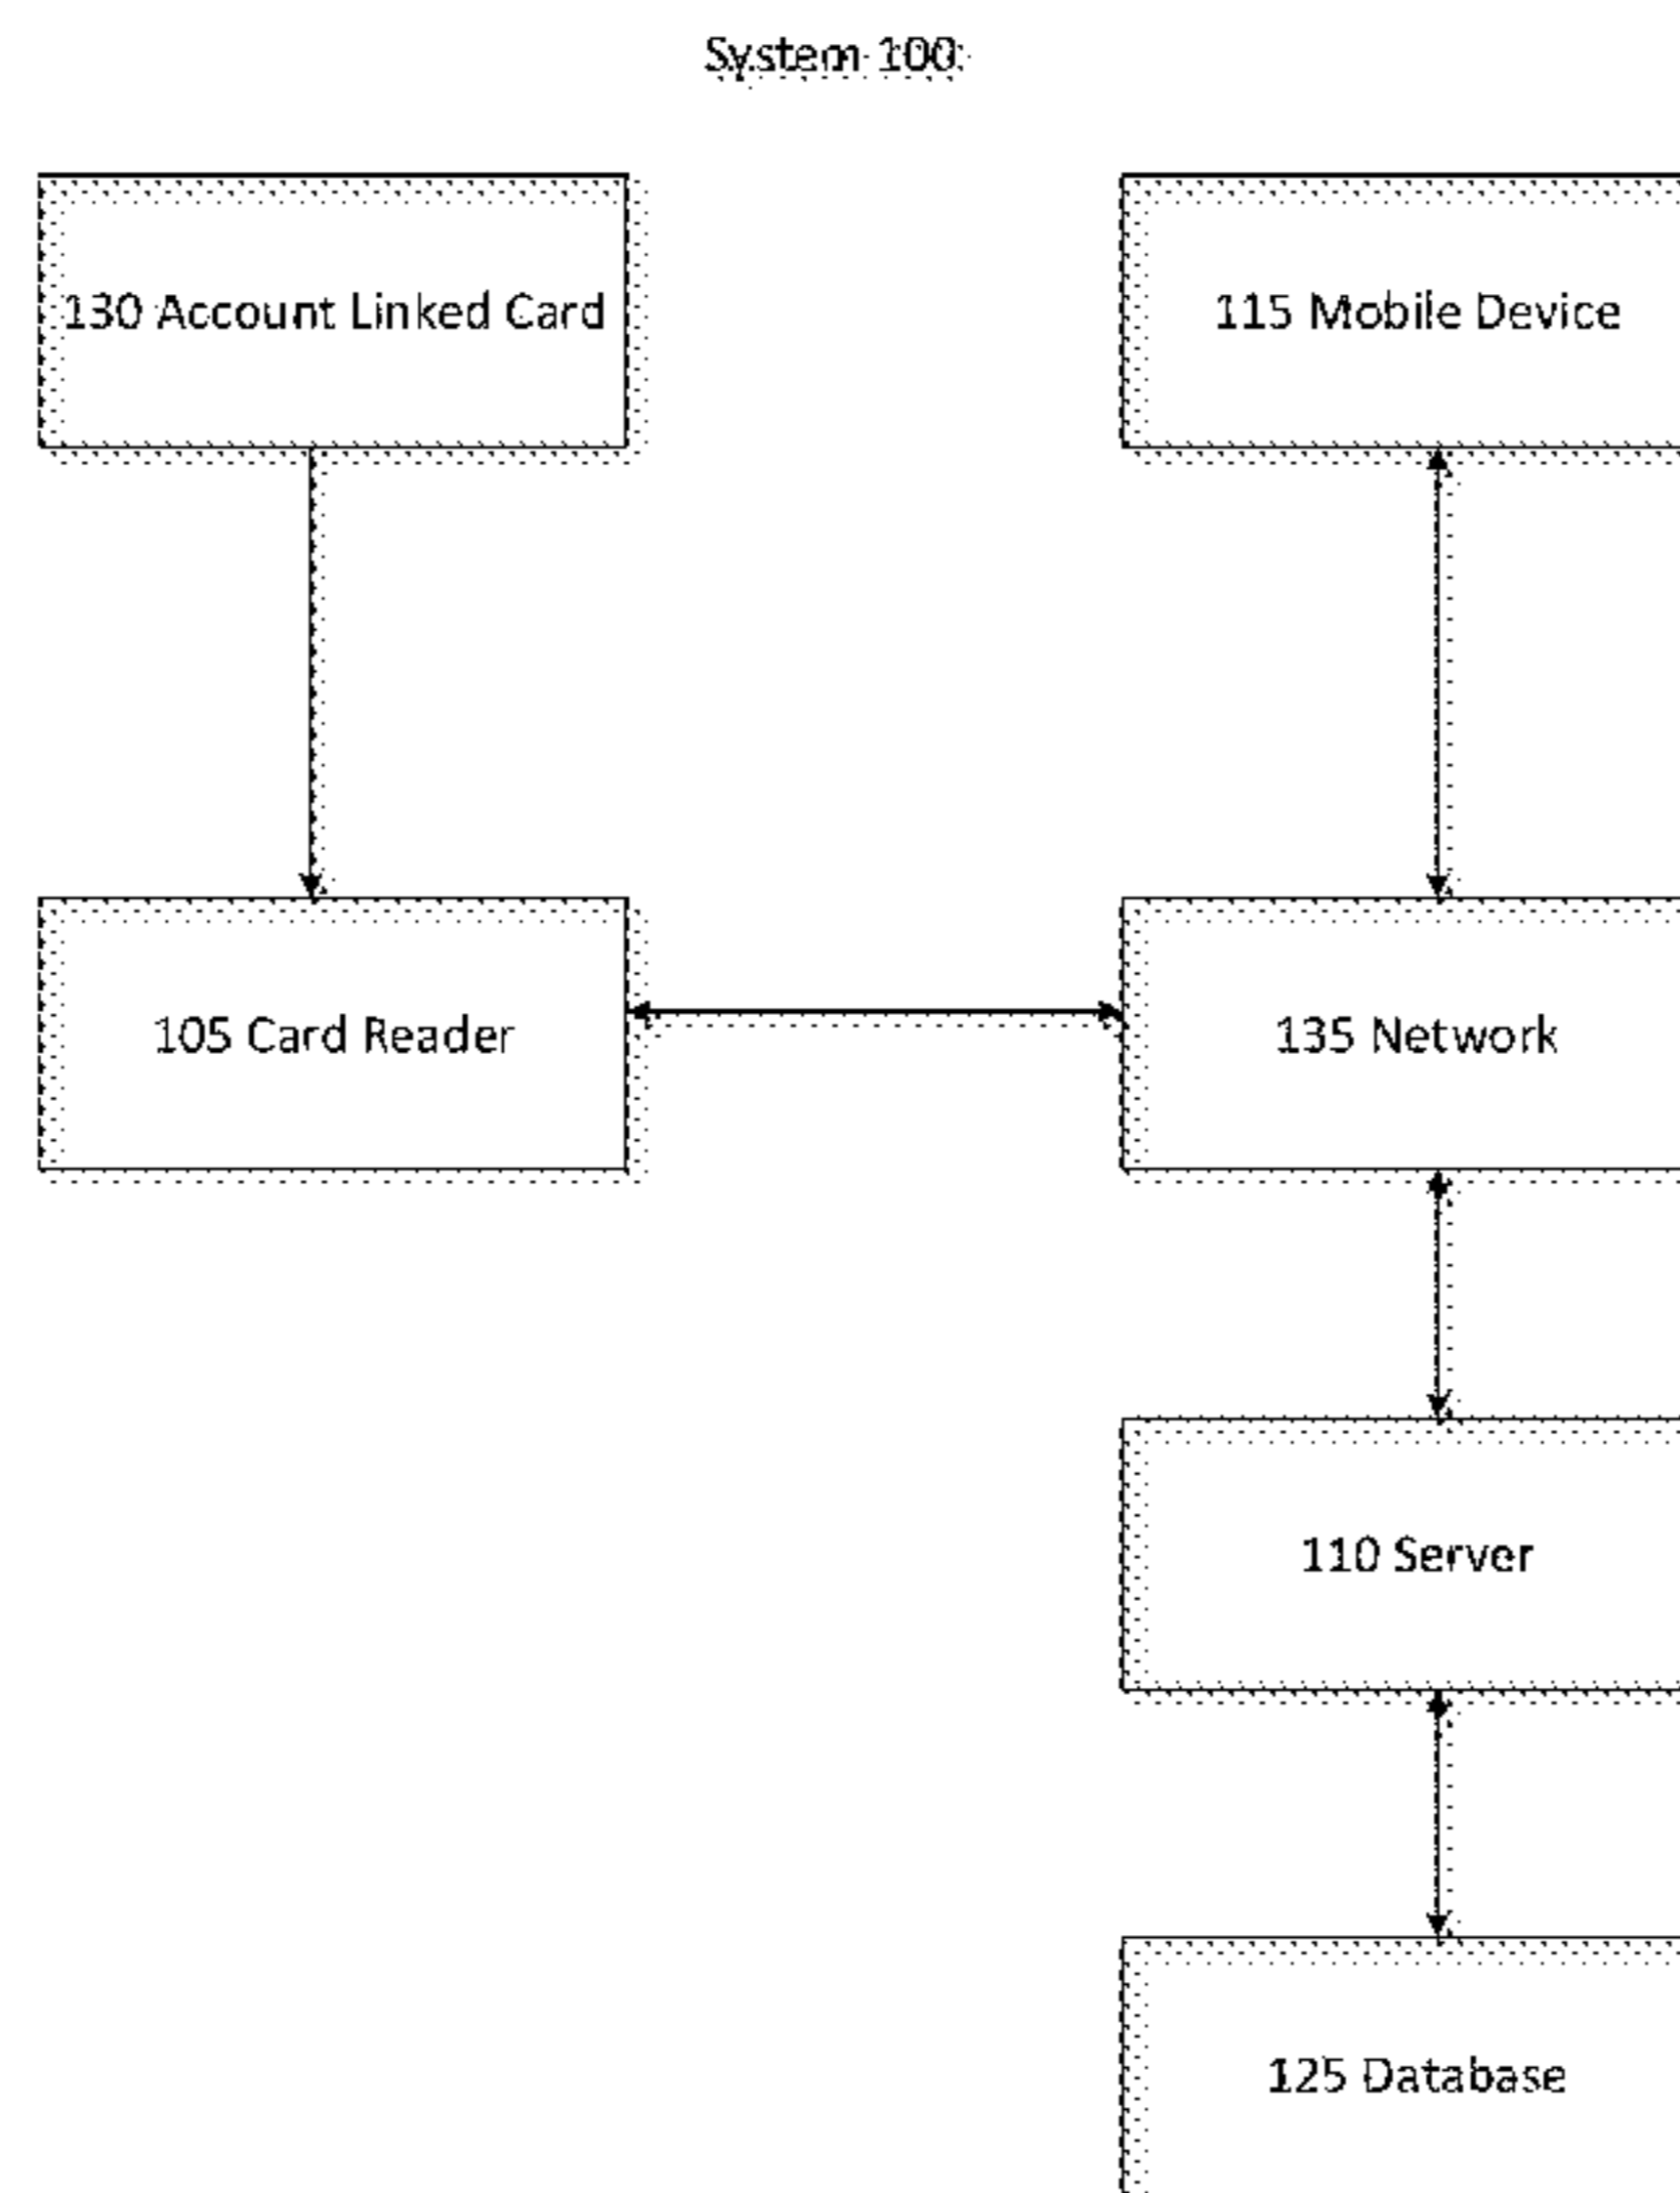 System 100
130 Account Linked Card
115 Mobile Device
105 Card Reader
135 Network
110 Server
125 Database